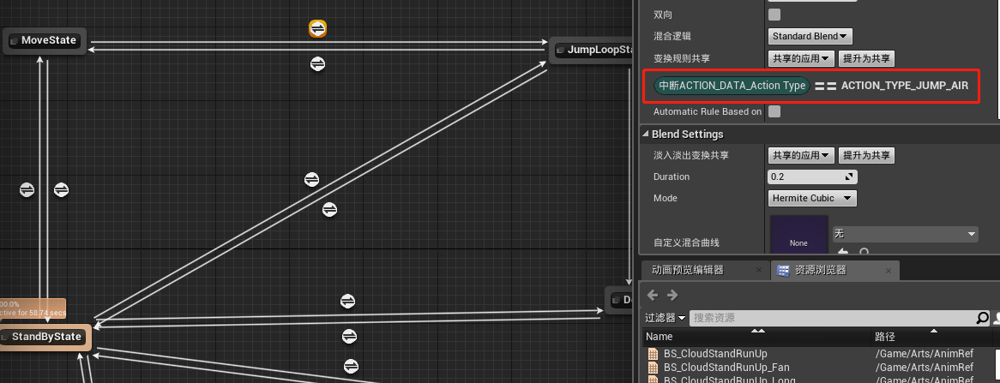 MoveState
JumpLoopSta
00.0%
ctive for 58.74 secs
StandByState
De
双向
混合逻辑
Standard Blend
变换规则共享
共享的应用
提升为共享
中断ACTION_DATA_Action Type == ACTION_TYPE_JUMP_AIR
Automatic Rule Based on
Blend Settings
淡入淡出变换共享
共享的应用
提升为共享
Duration
0.2
Mode
Hermite Cubic
自定义混合曲线
None
无
动画预览编辑器
资源浏览器
过滤器
搜索资源
Name
路径
BS_CloudStandRunUp
/Game/Arts/AnimRef
BS_CloudStandRunUp_Fan
/Game/Arts/AnimRef
BS_CloudStandRunUp_Long
/Game/Arts/AnimRef